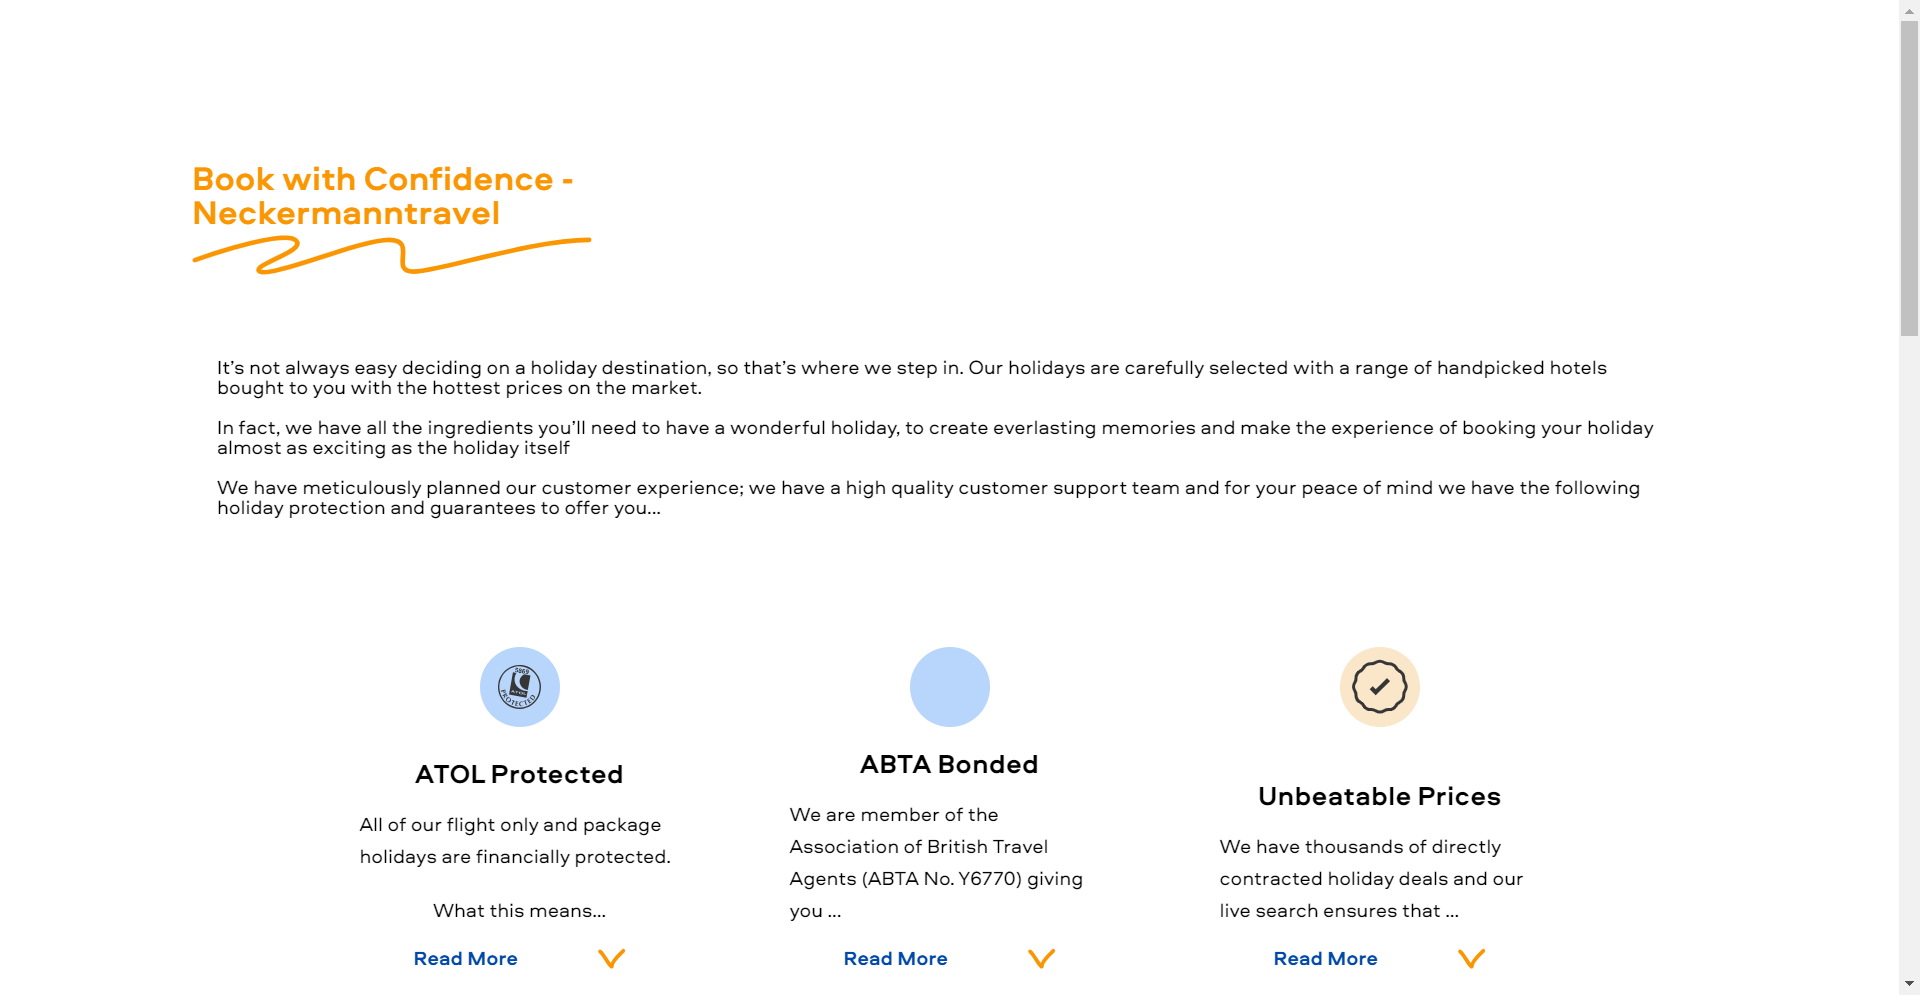 Book with Confidence -
Neckermanntravel
It’s not always easy deciding on a holiday destination, so that’s where we step in. Our holidays are carefully selected with a range of handpicked hotels
bought to you with the hottest prices on the market.
In fact, we have all the ingredients you’ll need to have a wonderful holiday, to create everlasting memories and make the experience of booking your holiday
almost as exciting as the holiday itself
We have meticulously planned our customer experience; we have a high quality customer support team and for your peace of mind we have the following
holiday protection and guarantees to offer you...
5869
ATOL
PROTECTED
ATOL Protected
All of our flight only and package
holidays are financially protected.
What this means...
Read More
ABTA Bonded
We are member of the
Association of British Travel
Agents (ABTA No. Y6770) giving
you ...
Read More
Unbeatable Prices
We have thousands of directly
contracted holiday deals and our
live search ensures that ...
Read More